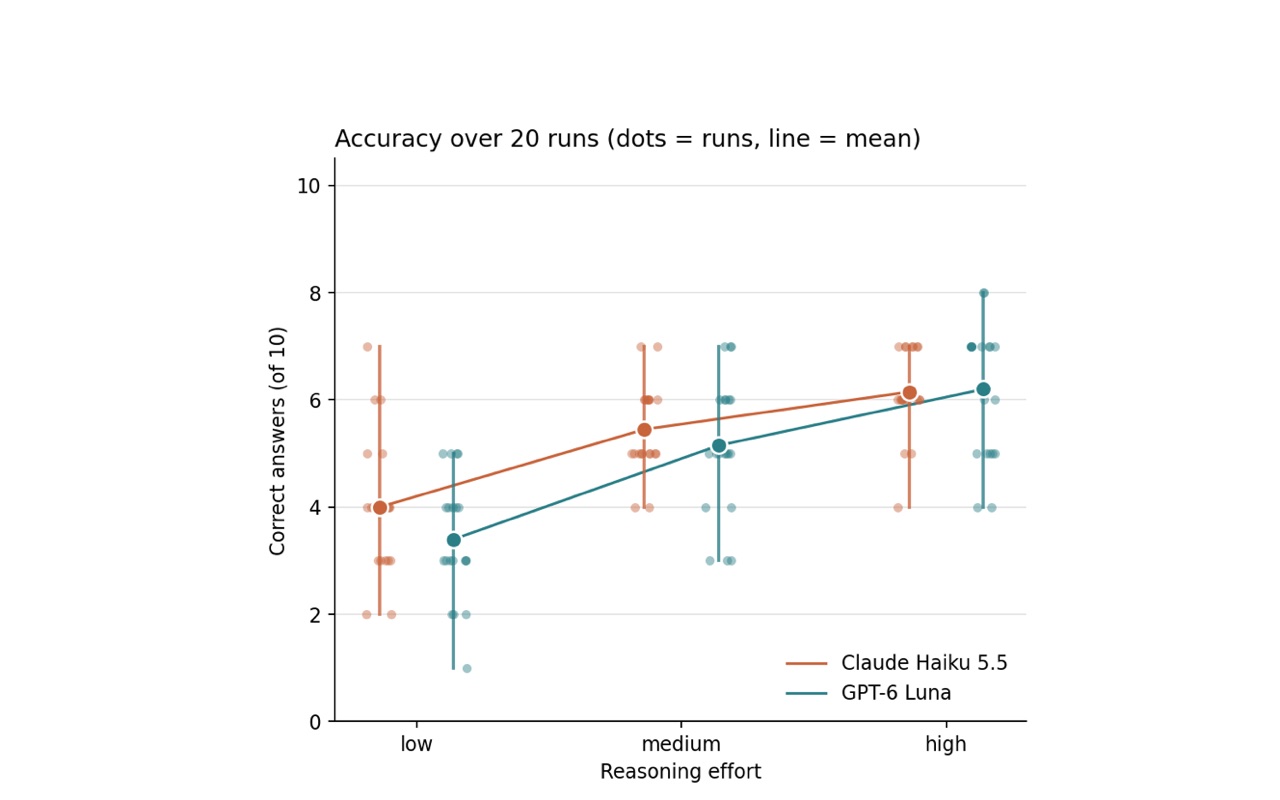 Accuracy over 20 runs (dots = runs, line = mean)
10
8
6
4
2
0
Correct answers (of 10)
low
medium
high
Reasoning effort
Claude Haiku 5.5
GPT-6 Luna